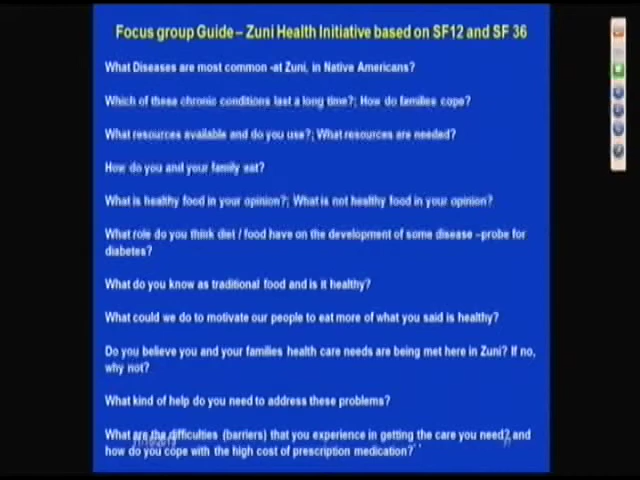 Focus group Guide – Zuni Health Initiative based on SF12 and SF 36
What Diseases are most common -at Zuni, in Native Americans?
Which of these chronic conditions last a long time?; How do families cope?
What resources available and do you use?; What resources are needed?
How do you and your family eat?
What is healthy food in your opinion?; What is not healthy food in your opinion?
What role do you think diet / food have on the development of some disease –probe for
diabetes?
What do you know as traditional food and is it healthy?
What could we do to motivate our people to eat more of what you said is healthy?
Do you believe you and your families health care needs are being met here in Zuni? If no,
why not?
What kind of help do you need to address these problems?
What are the difficulties (barriers) that you experience in getting the care you need? and
how do you cope with the high cost of prescription medication?